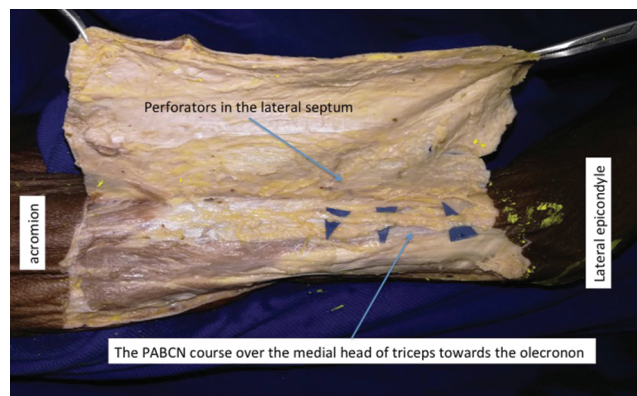 Perforators in the lateral septum
acromion
Lateral epicondyle
The PABCN course over the medial head of triceps towards the olecronon